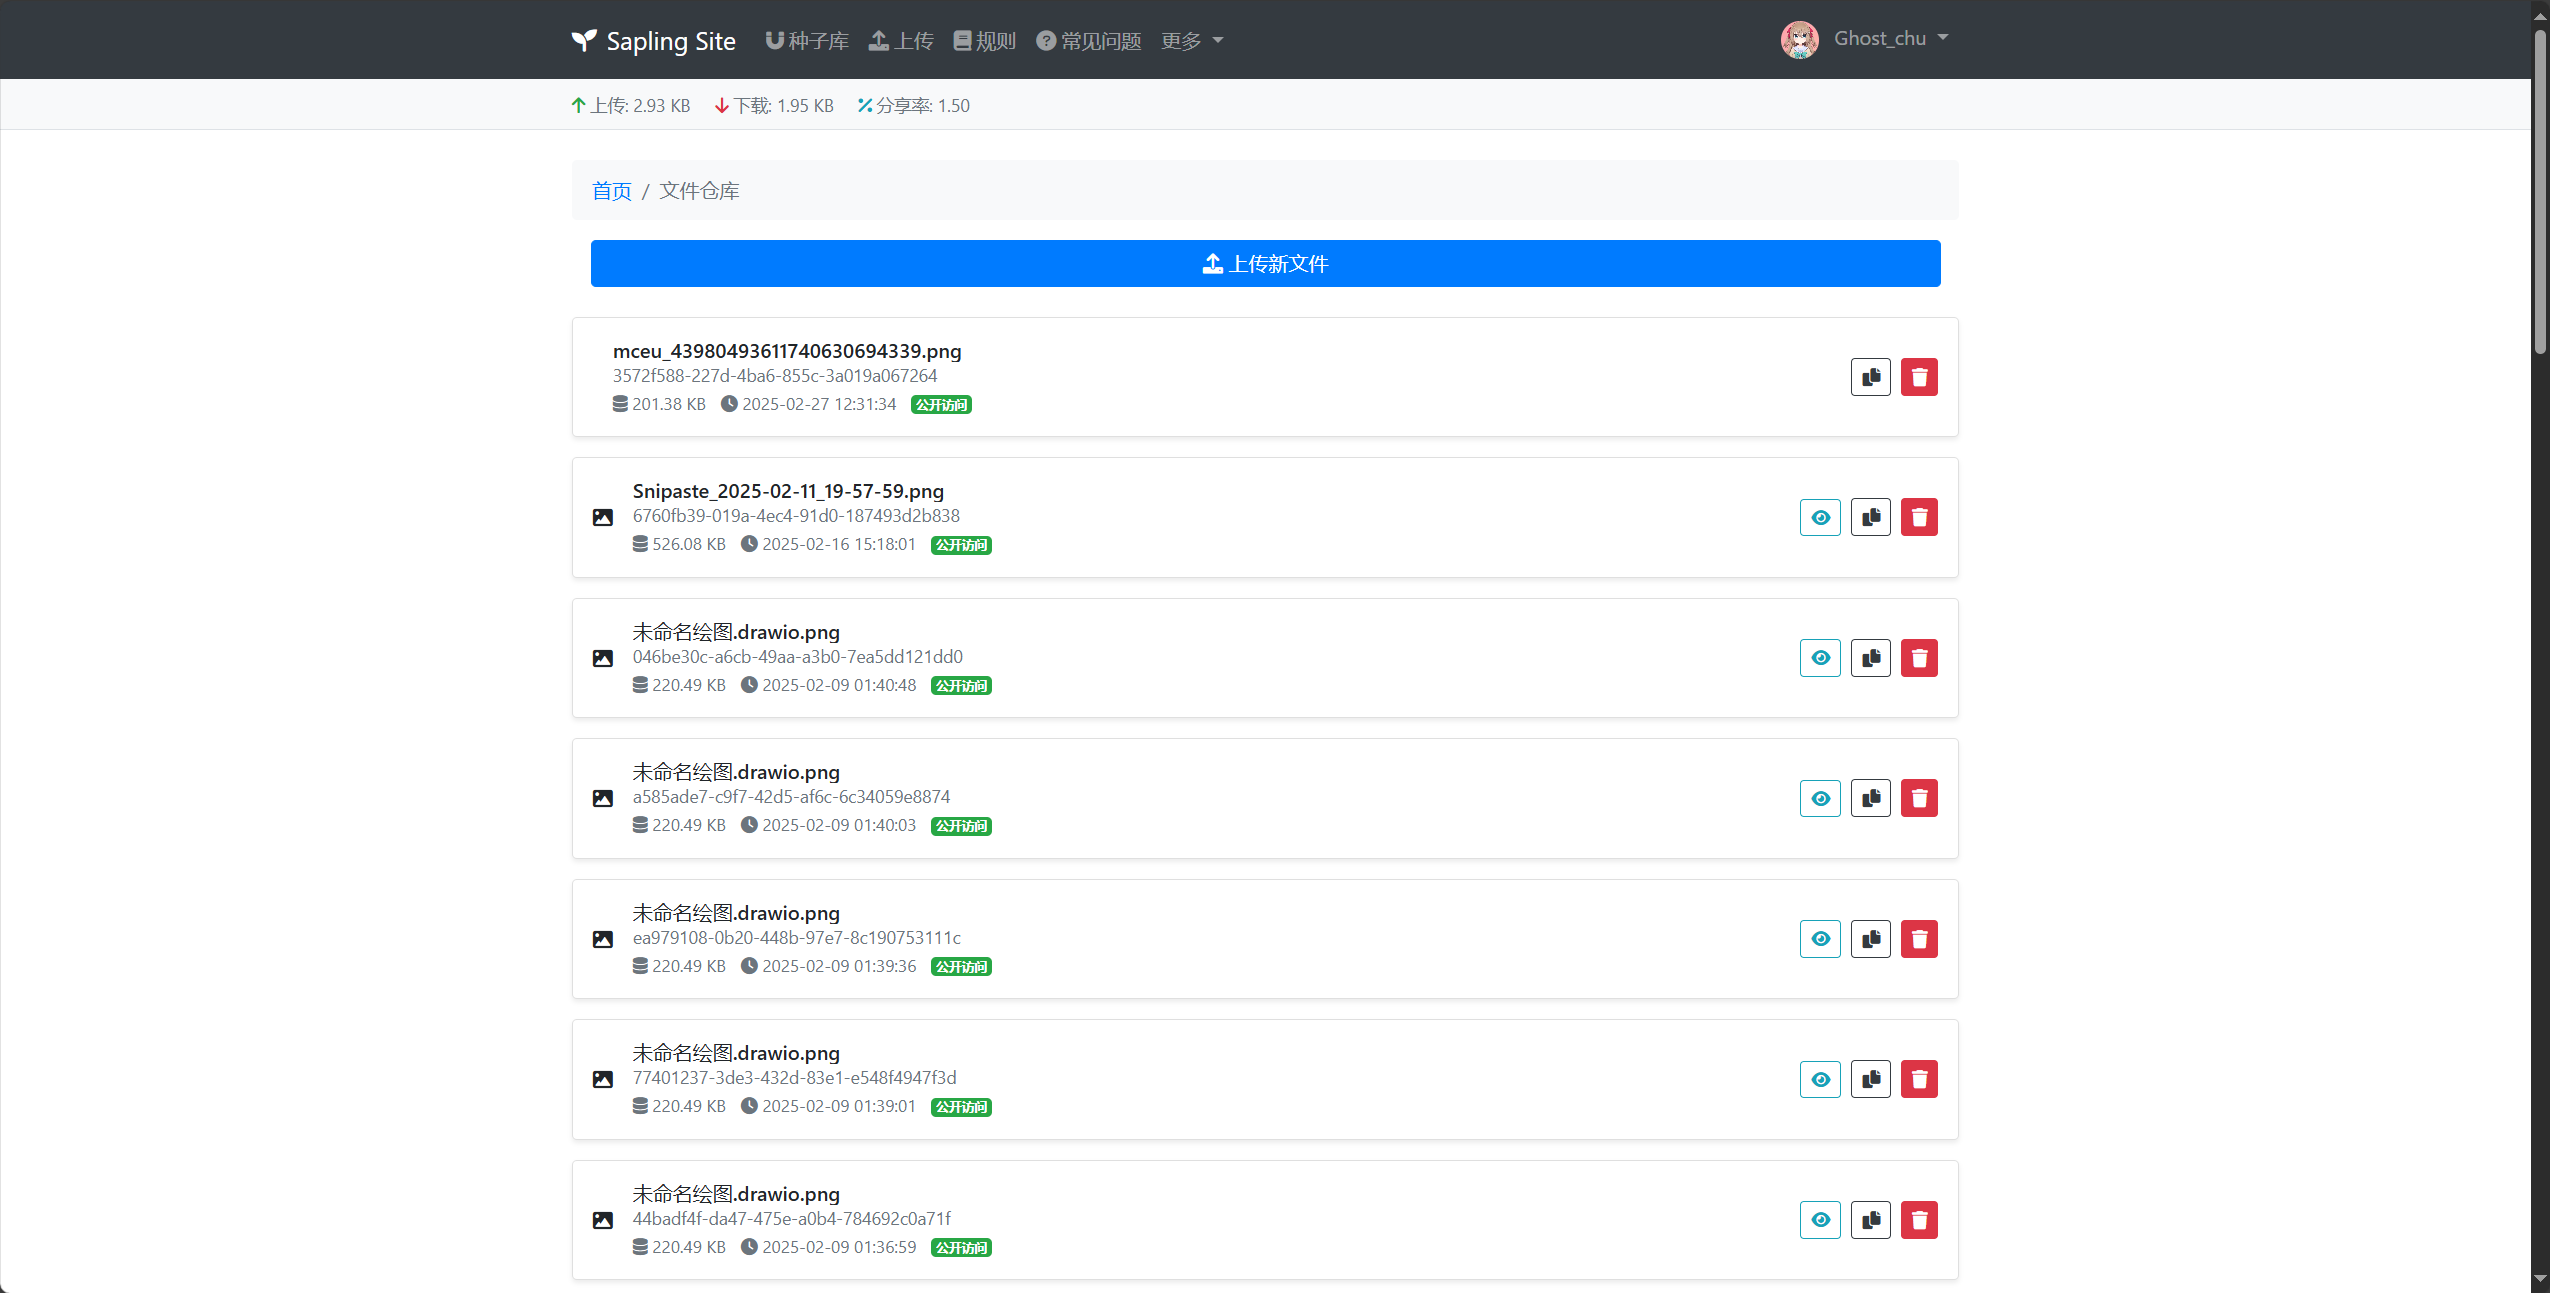 Sapling Site 种子库 上传 规则 常见问题 更多 Ghost_chu
上传: 2.93 KB 下载: 1.95 KB 分享率: 1.50
首页 / 文件仓库
上传新文件
mceu_43980493611740630694339.png
3572f588-227d-4ba6-855c-3a019a067264
201.38 KB 2025-02-27 12:31:34 公开访问
Snipaste_2025-02-11_19-57-59.png
6760fb39-019a-4ec4-91d0-187493d2b838
526.08 KB 2025-02-16 15:18:01 公开访问
未命名绘图.drawio.png
046be30c-a6cb-49aa-a3b0-7ea5dd121dd0
220.49 KB 2025-02-09 01:40:48 公开访问
未命名绘图.drawio.png
a585ade7-c9f7-42d5-af6c-6c34059e8874
220.49 KB 2025-02-09 01:40:03 公开访问
未命名绘图.drawio.png
ea979108-0b20-448b-97e7-8c190753111c
220.49 KB 2025-02-09 01:39:36 公开访问
未命名绘图.drawio.png
77401237-3de3-432d-83e1-e548f4947f3d
220.49 KB 2025-02-09 01:39:01 公开访问
未命名绘图.drawio.png
44badf4f-da47-475e-a0b4-784692c0a71f
220.49 KB 2025-02-09 01:36:59 公开访问